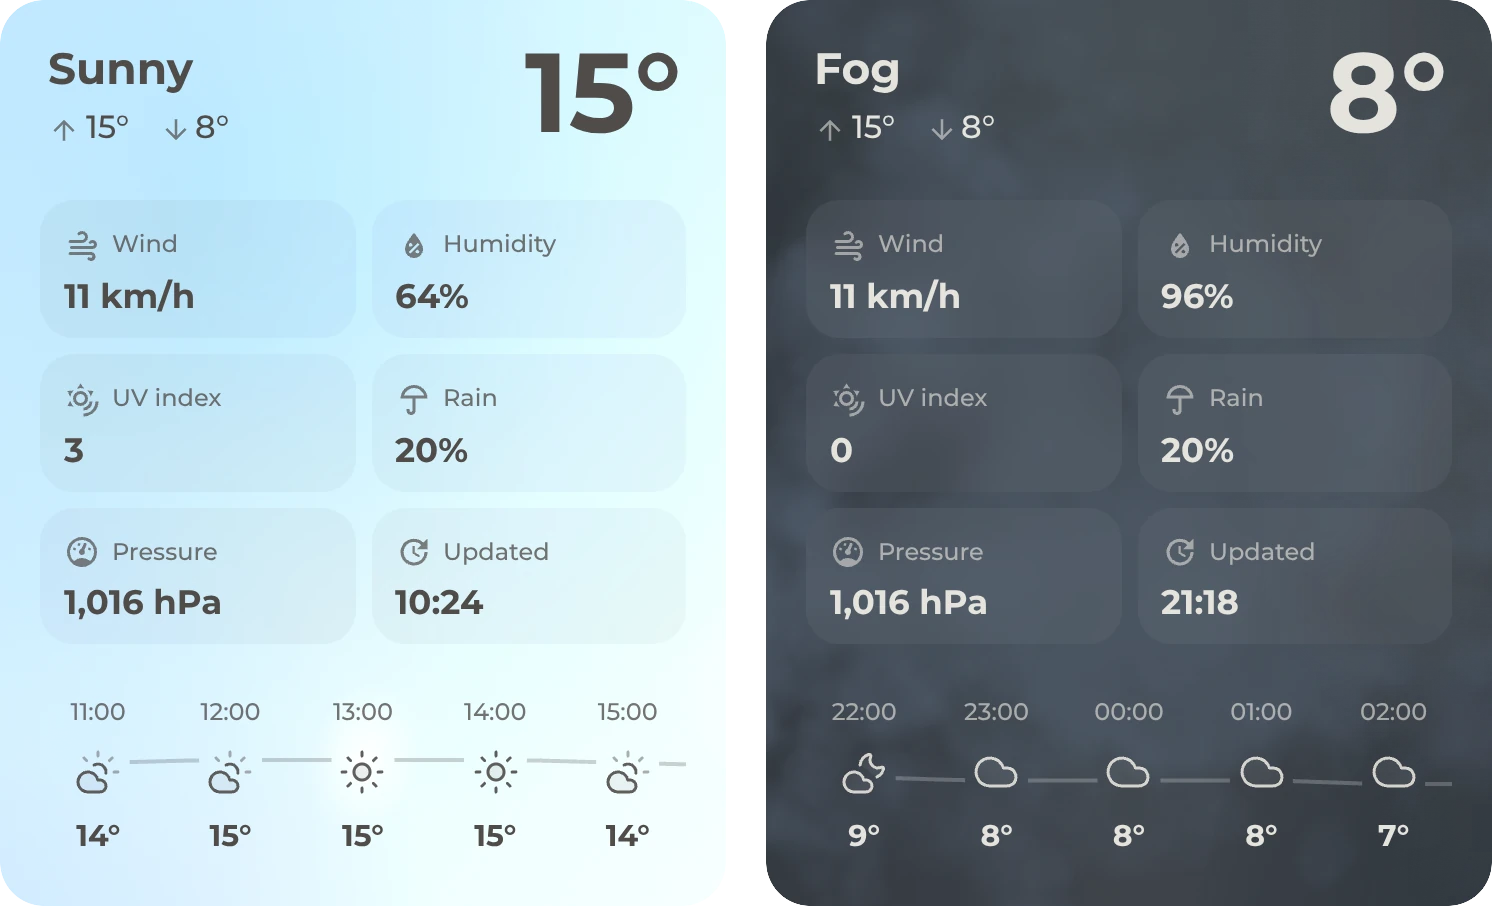 Sunny
15°
15° 8°
Wind
11 km/h
Humidity
64%
UV index
3
Rain
20%
Pressure
1,016 hPa
Updated
10:24
11:00 12:00 13:00 14:00 15:00
14° 15° 15° 15° 14°
Fog
8°
15° 8°
Wind
11 km/h
Humidity
96%
UV index
0
Rain
20%
Pressure
1,016 hPa
Updated
21:18
22:00 23:00 00:00 01:00 02:00
9° 8° 8° 8° 7°